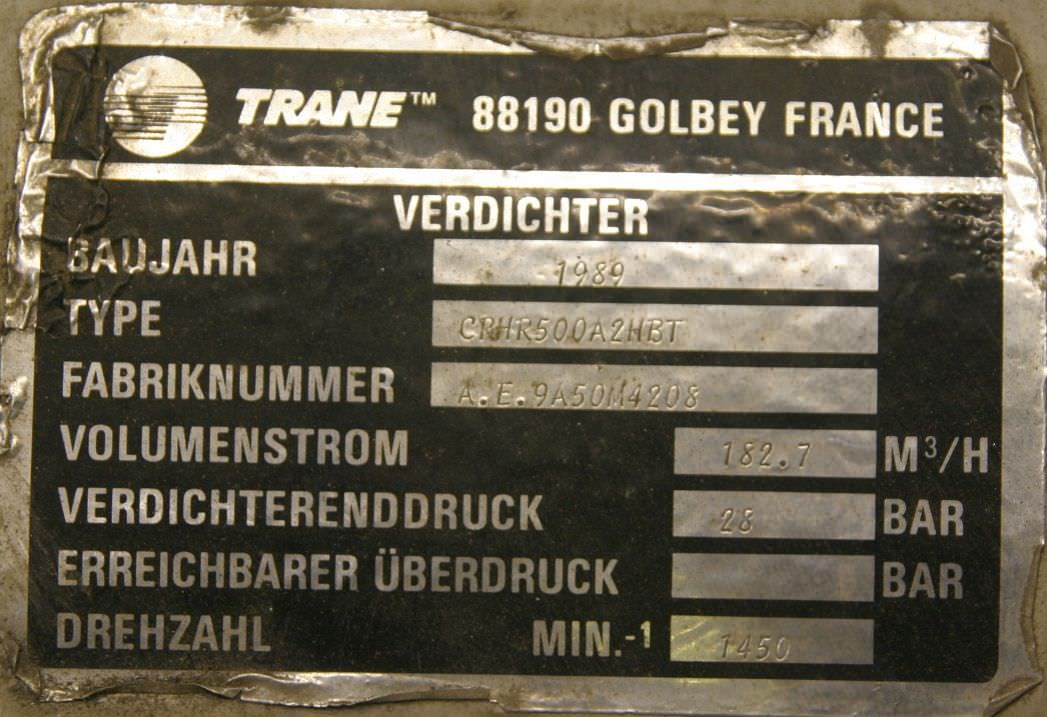 TRANE™ 88190 GOLBEY FRANCE
VERDICHTER
BAUJAHR 1989
TYPE CRHR500A2HBT
FABRIKNUMMER A.E.9A50M4208
VOLUMENSTROM 182.7 M³/H
VERDICHTERENDDRUCK 28 BAR
ERREICHBARER ÜBERDRUCK BAR
DREHZAHL MIN.-¹ 1450